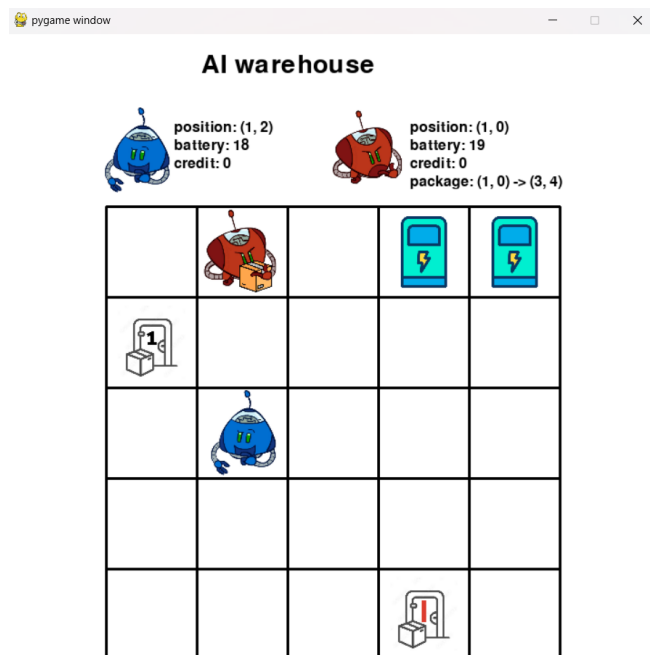 pygame window
AI warehouse
position: (1, 2)
battery: 18
credit: 0
position: (1, 0)
battery: 19
credit: 0
package: (1, 0) -> (3, 4)
1